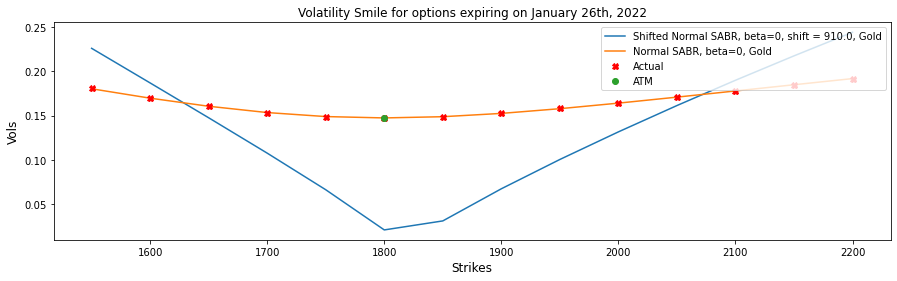 Volatility Smile for options expiring on January 26th, 2022
0.25
0.20
0.15
0.10
0.05
Vols
Shifted Normal SABR, beta=0, shift = 910.0, Gold
Normal SABR, beta=0, Gold
Actual
ATM
1600 1700 1800 1900 2000 2100 2200
Strikes